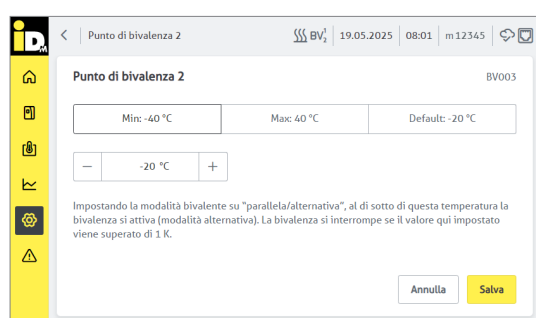 iDM
Punto di bivalenza 2 BV½ 19.05.2025 08:01 m12345
Punto di bivalenza 2 BV003
Min: -40 °C Max: 40 °C Default: -20 °C
− -20 °C +
Impostando la modalità bivalente su "parallela/alternativa", al di sotto di questa temperatura la
bivalenza si attiva (modalità alternativa). La bivalenza si interrompe se il valore qui impostato
viene superato di 1 K.
Annulla Salva